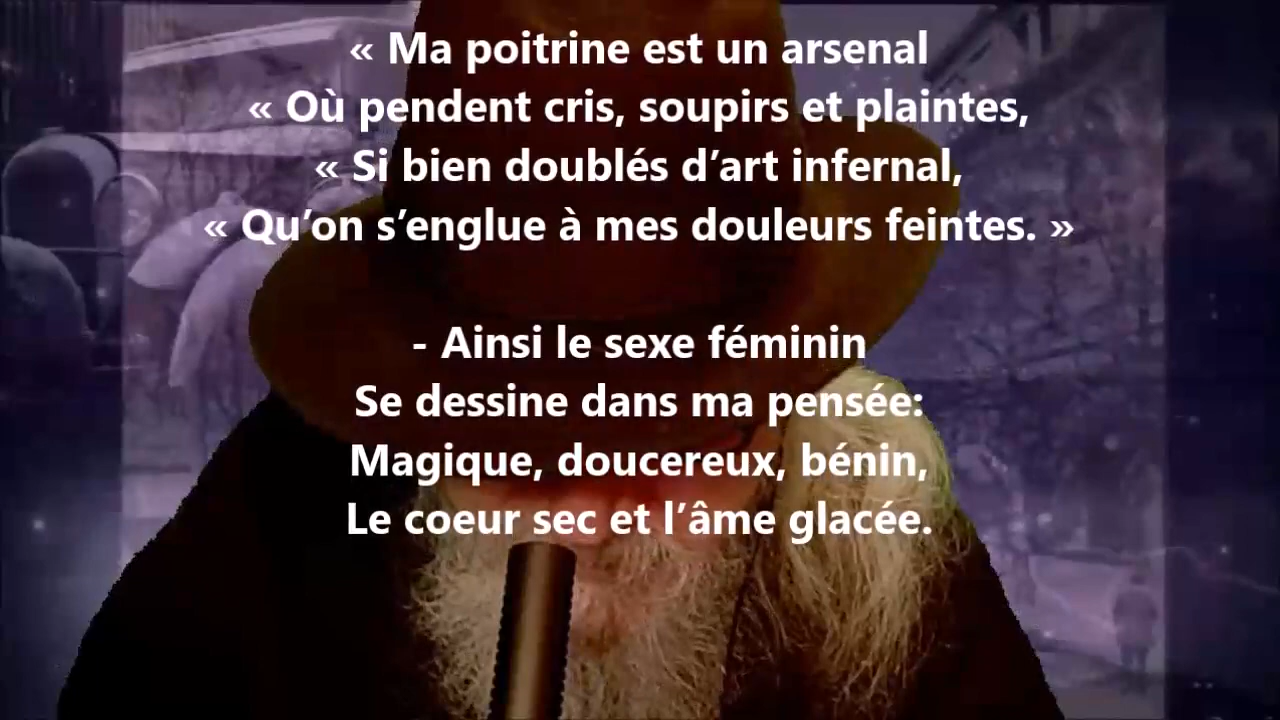 « Ma poitrine est un arsenal
« Où pendent cris, soupirs et plaintes,
« Si bien doublés d’art infernal,
« Qu’on s’englue à mes douleurs feintes. »
- Ainsi le sexe féminin
Se dessine dans ma pensée:
Magique, doucereux, bénin,
Le coeur sec et l’âme glacée.